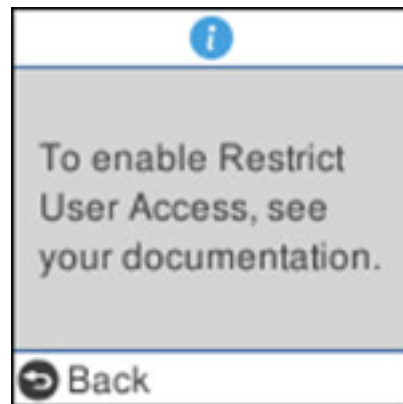 i
To enable Restrict
User Access, see
your documentation.
Back